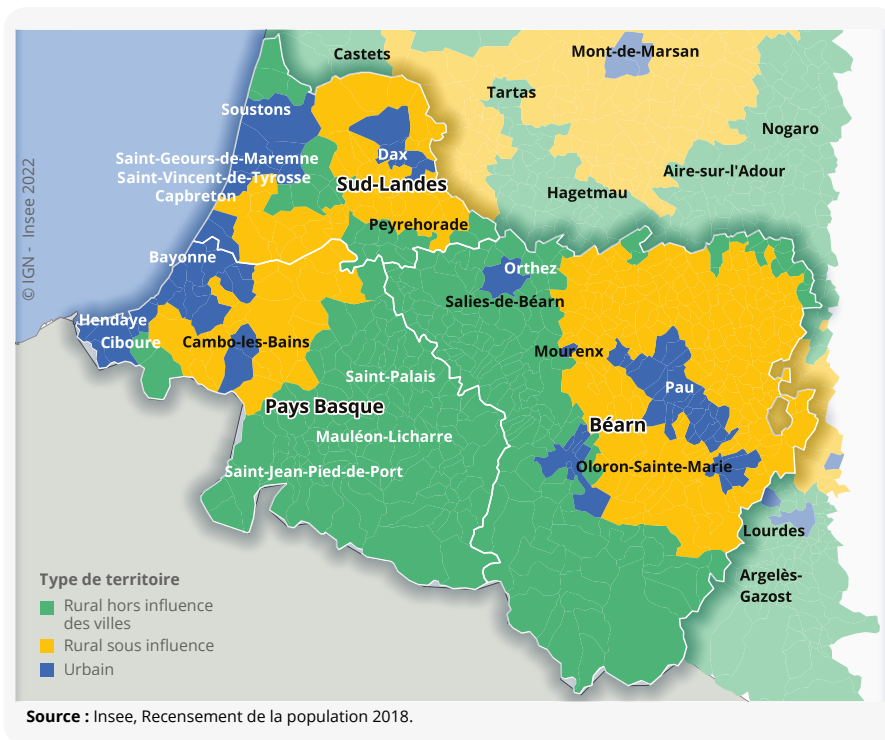 Castets
Mont-de-Marsan
Tartas
Soustons
Nogaro
Dax
Saint-Geours-de-Maremne
Saint-Vincent-de-Tyrosse
Aire-sur-l'Adour
Sud-Landes
Capbreton
Hagetmau
Peyrehorade
© IGN - Insee 2022
Bayonne
Orthez
Salies-de-Béarn
Hendaye
Ciboure
Cambo-les-Bains
Mourenx
Saint-Palais
Pau
Pays Basque
Béarn
Mauléon-Licharre
Oloron-Sainte-Marie
Saint-Jean-Pied-de-Port
Lourdes
Argelès-
Gazost
Type de territoire
Rural hors influence
des villes
Rural sous influence
Urbain
Source : Insee, Recensement de la population 2018.